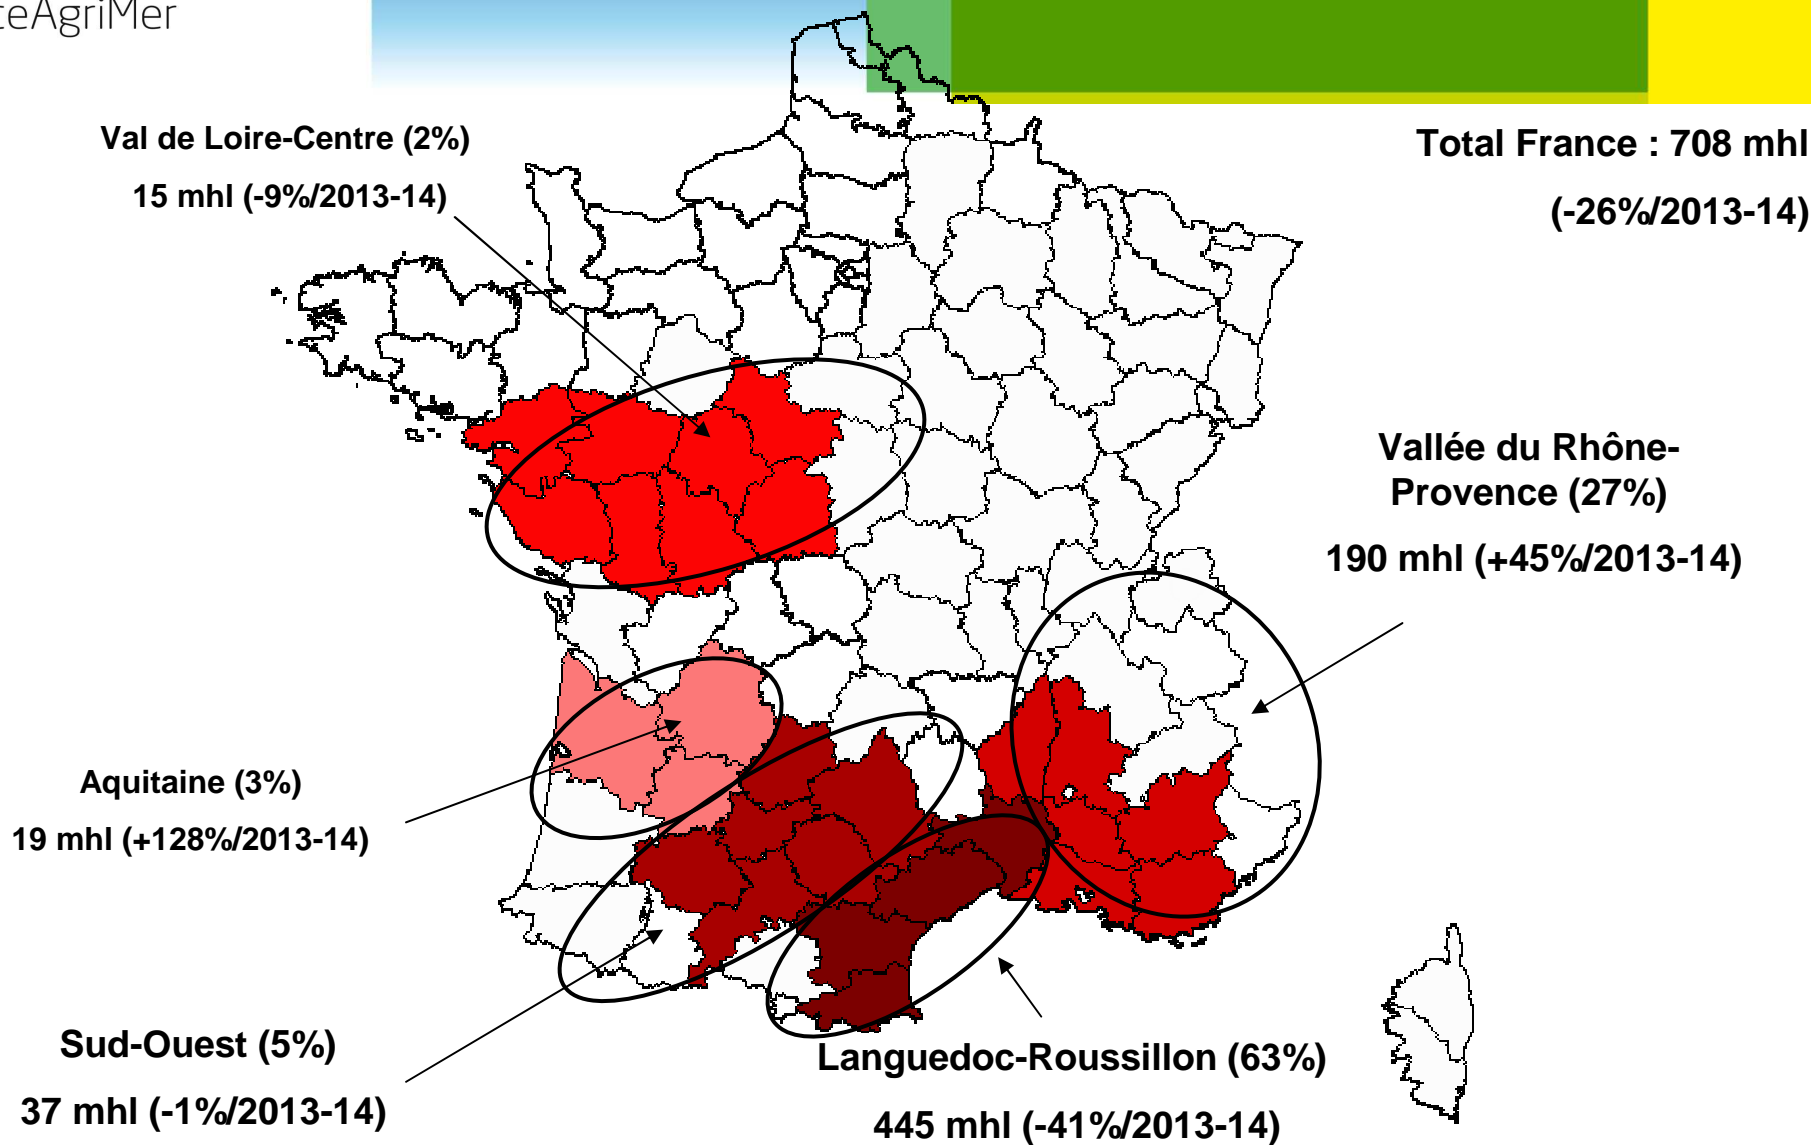 eAgriMer
Val de Loire-Centre (2%)
15 mhl (-9%/2013-14)
Total France : 708 mhl
(-26%/2013-14)
Vallée du Rhône-
Provence (27%)
190 mhl (+45%/2013-14)
Aquitaine (3%)
19 mhl (+128%/2013-14)
Sud-Ouest (5%)
37 mhl (-1%/2013-14)
Languedoc-Roussillon (63%)
445 mhl (-41%/2013-14)